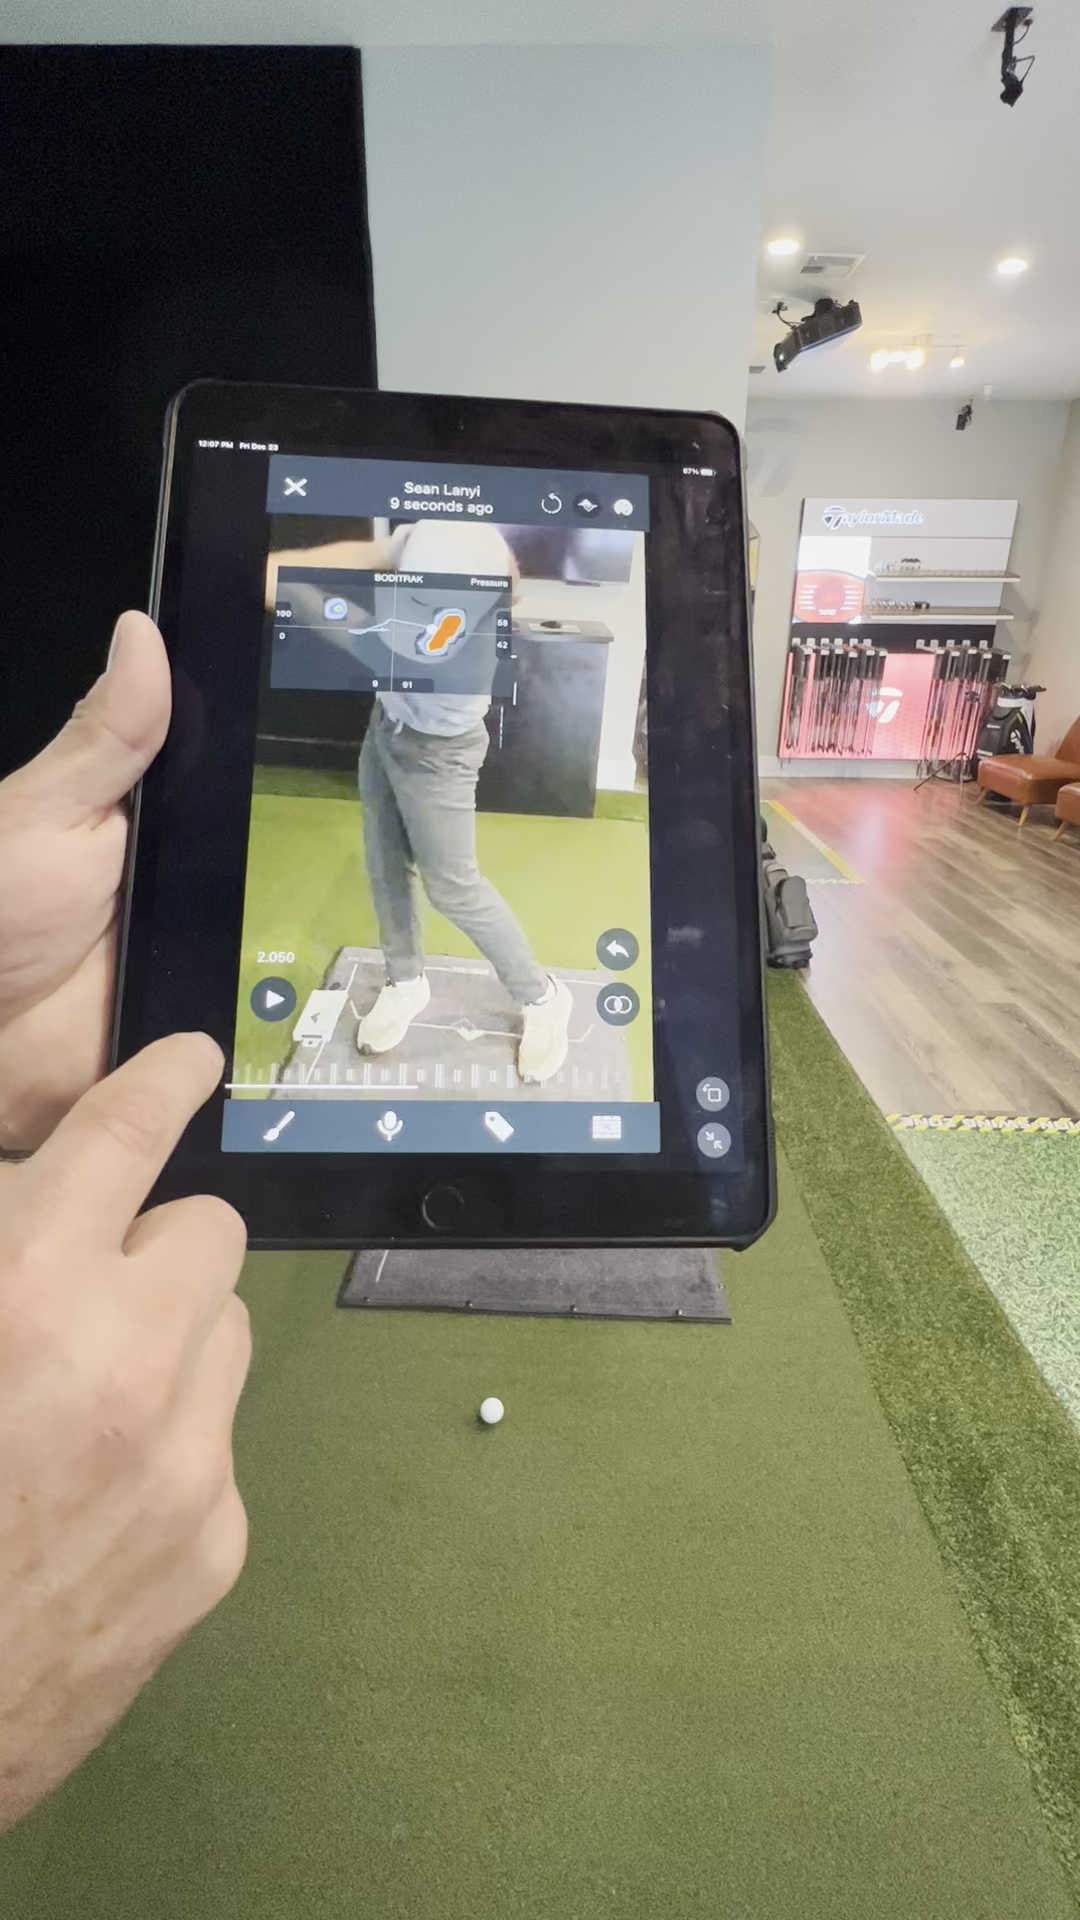 12:07 PM Fri Dec 23
87%
Sean Lanyi
9 seconds ago
BODITRAK Pressure
100
0
58
42
9 91
2.050
TaylorMade